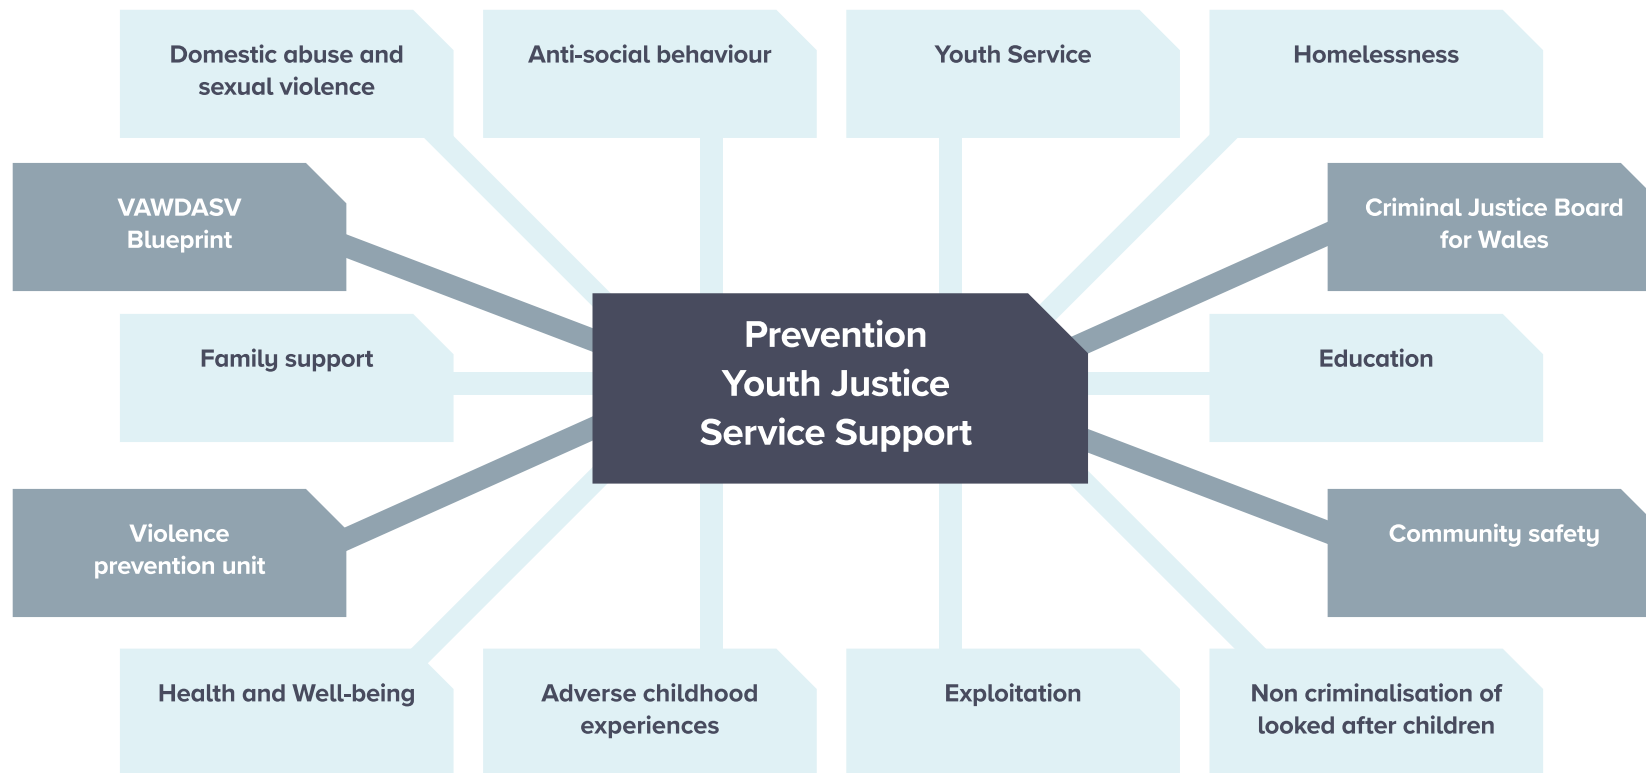 Domestic abuse and
sexual violence
Anti-social behaviour
Youth Service
Homelessness
VAWDASV
Blueprint
Criminal Justice Board
for Wales
Prevention
Youth Justice
Service Support
Family support
Education
Violence
prevention unit
Community safety
Health and Well-being
Adverse childhood
experiences
Exploitation
Non criminalisation of
looked after children